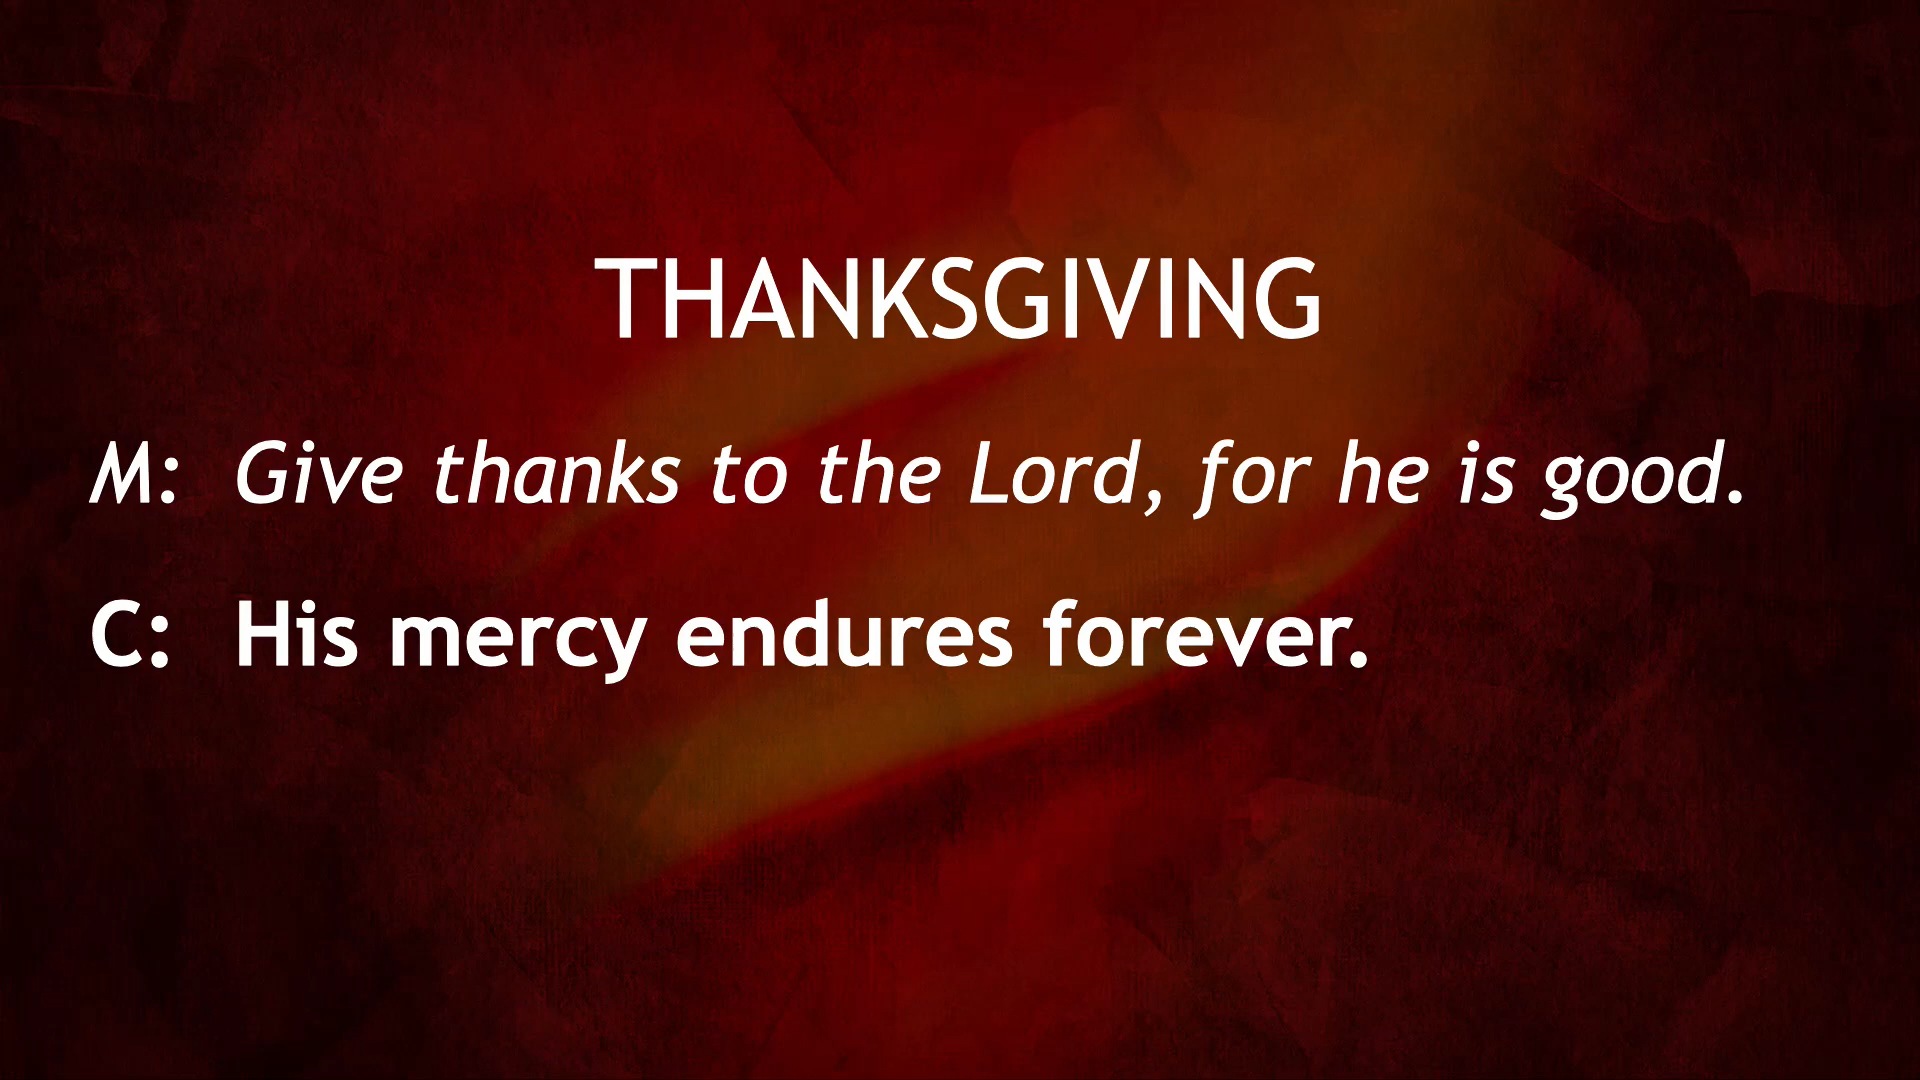 THANKSGIVING
M: Give thanks to the Lord, for he is good.
C: His mercy endures forever.